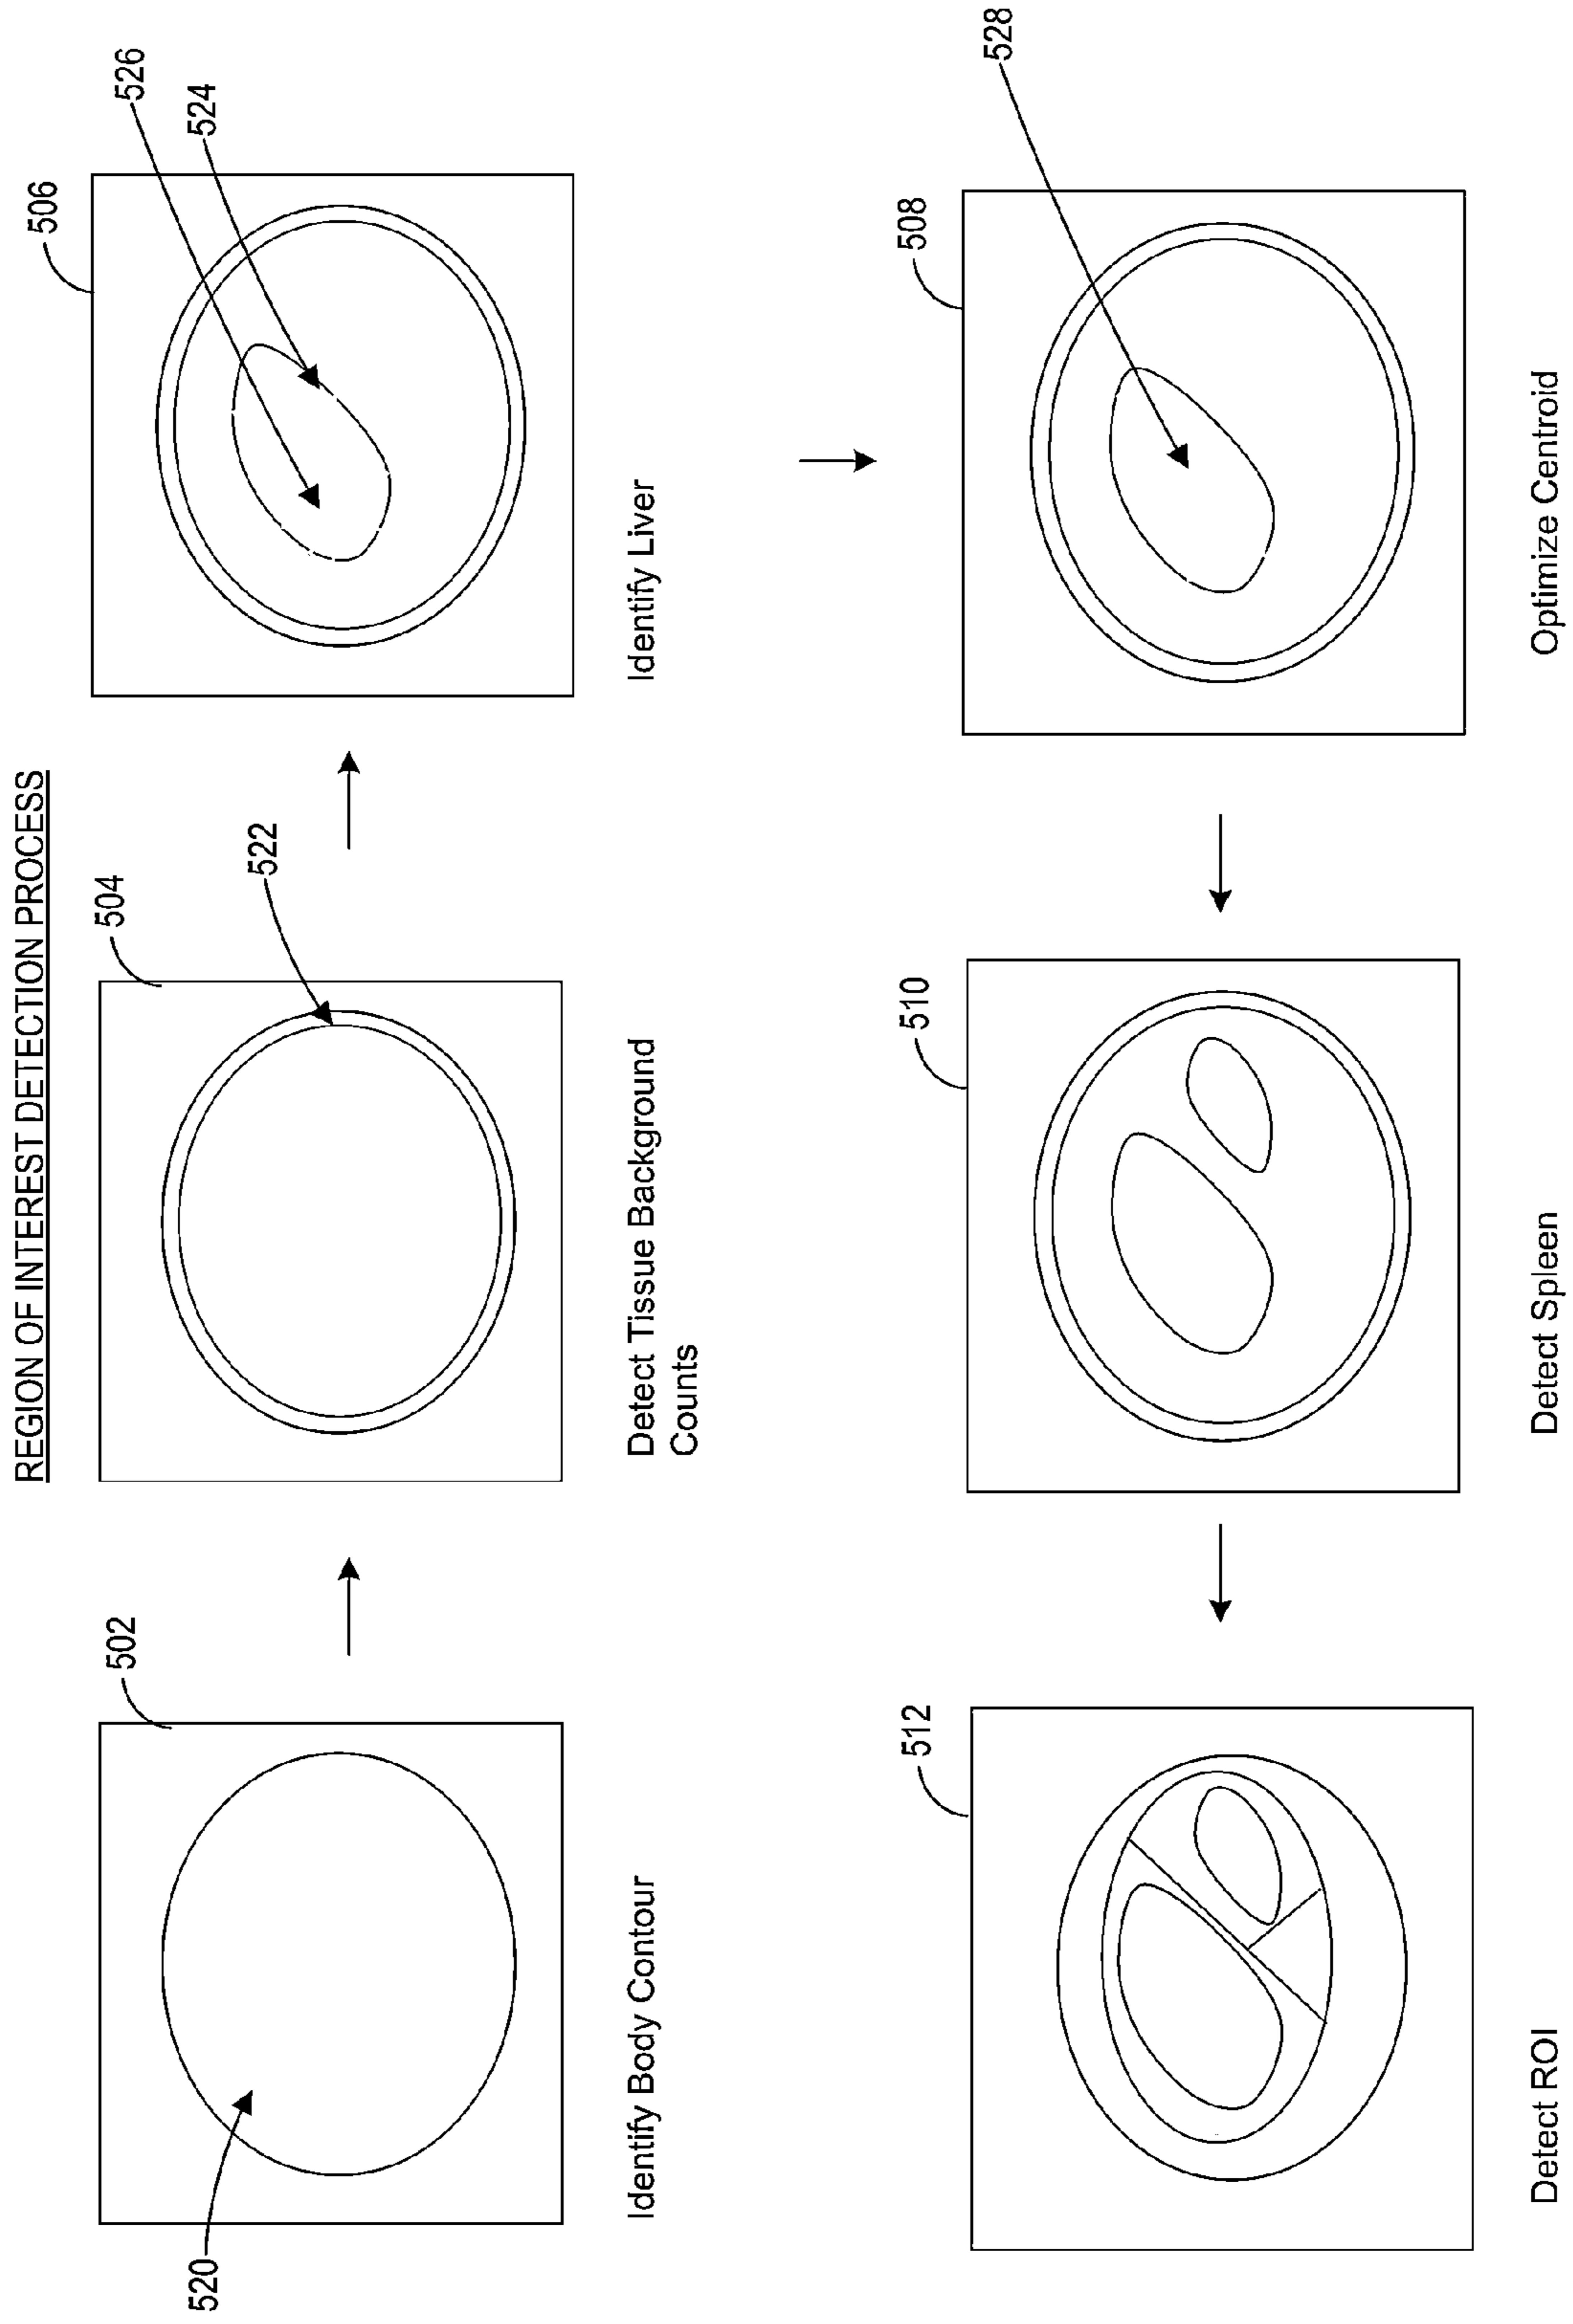 REGION OF INTEREST DETECTION PROCESS
502
504
506
526
524
522
520
Identify Body Contour
Detect Tissue Background
Counts
Identify Liver
512
510
508
528
Detect ROI
Detect Spleen
Optimize Centroid